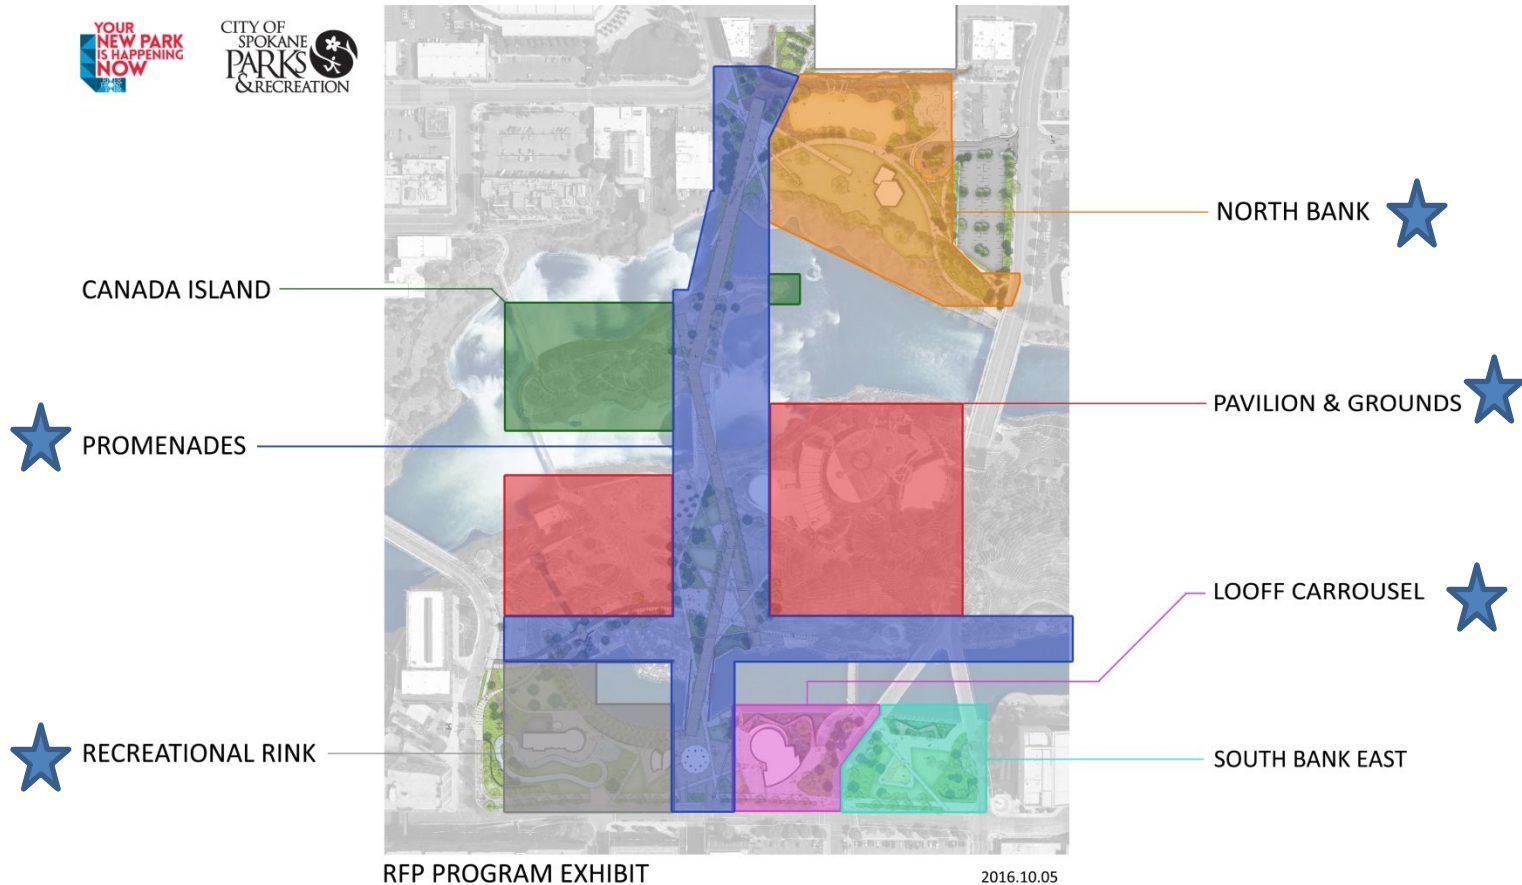 YOUR
NEW PARK
IS HAPPENING
NOW
CITY OF
SPOKANE
PARKS
&RECREATION
NORTH BANK
CANADA ISLAND
PAVILION & GROUNDS
PROMENADES
LOOFF CARROUSEL
RECREATIONAL RINK
SOUTH BANK EAST
RFP PROGRAM EXHIBIT
2016.10.05